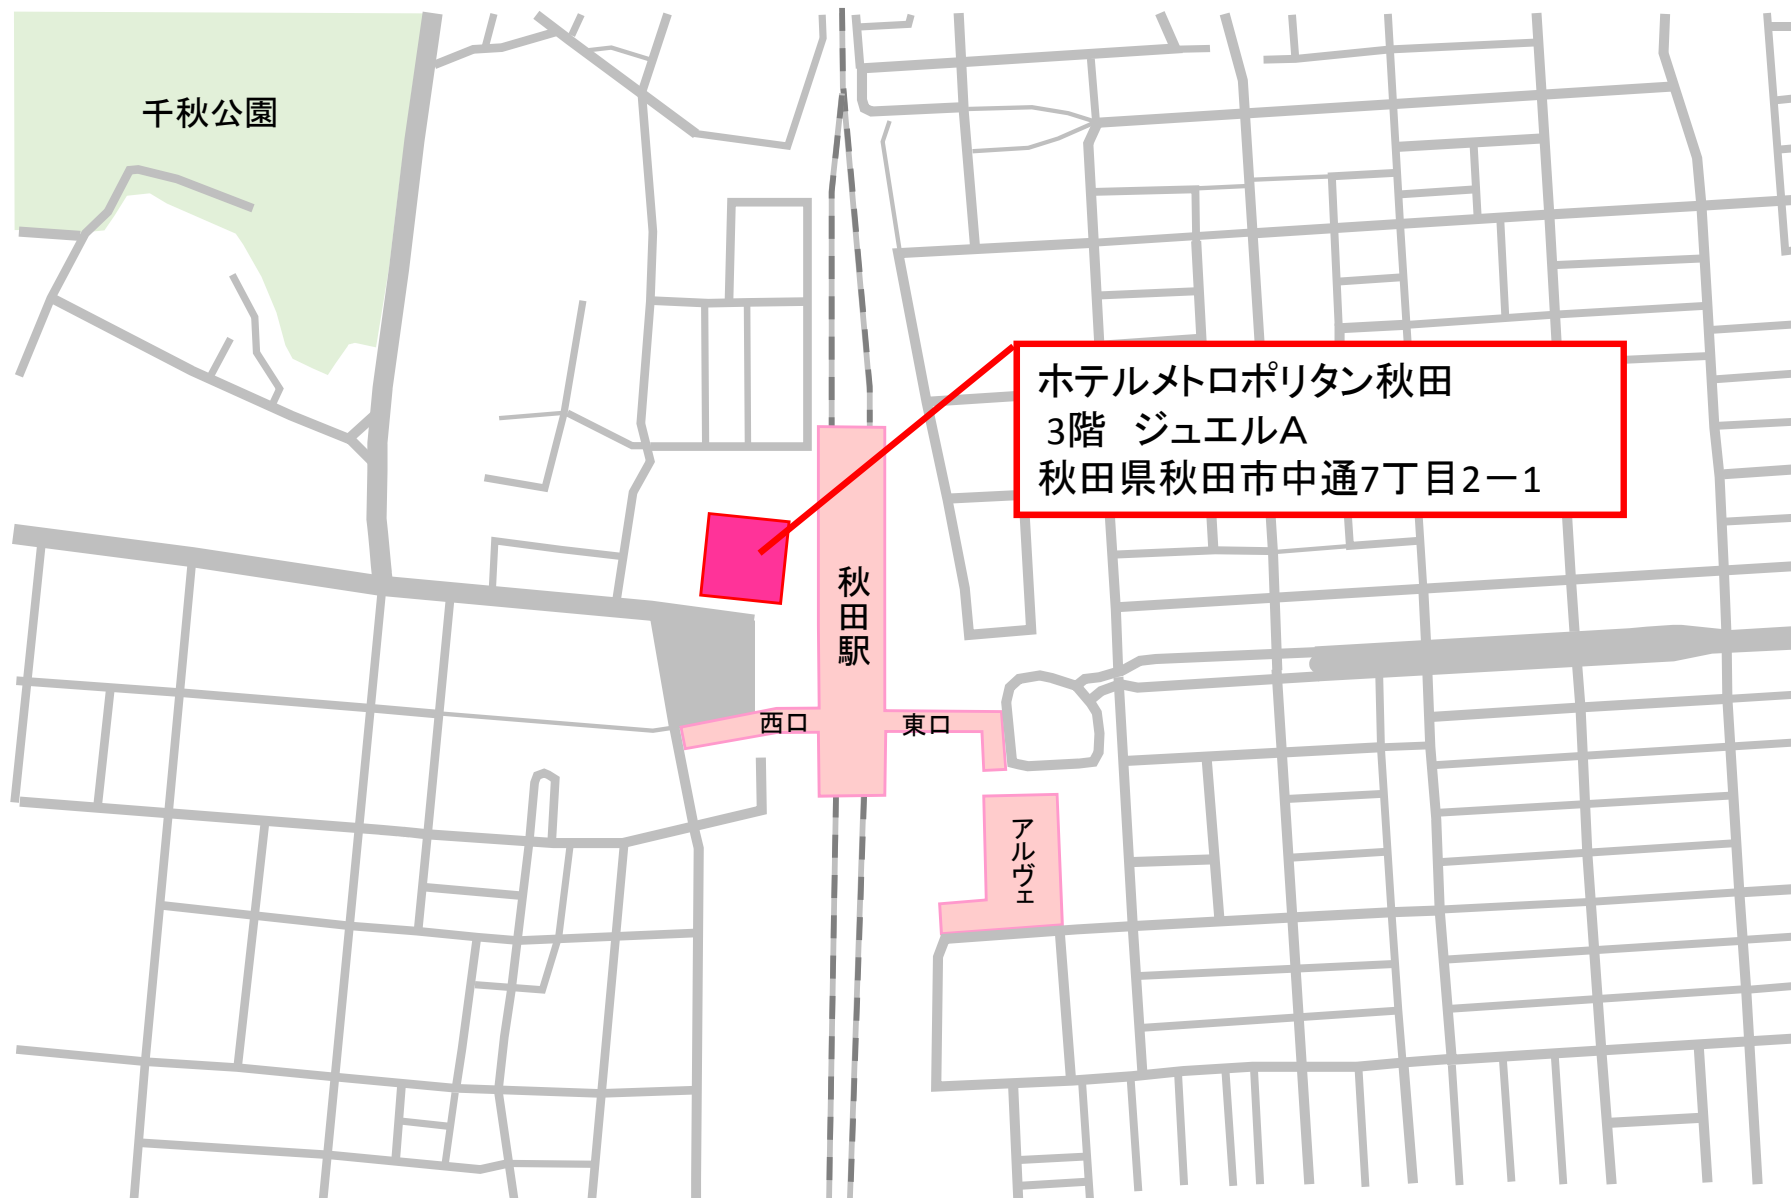 千秋公園
ホテルメトロポリタン秋田
3階　ジュエルA
秋田県秋田市中通7丁目2－1
秋田駅
西口
東口
アルヴェ